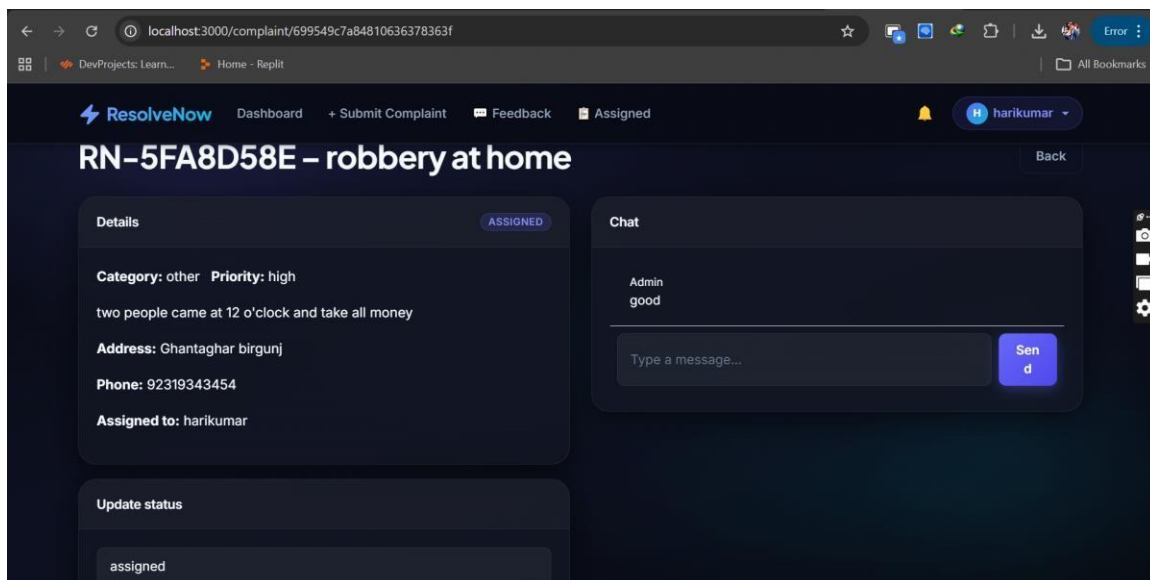 localhost:3000/complaint/699549c7a84810636378363f
Error
DevProjects: Learn...
Home - Replit
All Bookmarks
ResolveNow
Dashboard
+ Submit Complaint
Feedback
Assigned
H harikumar
RN-5FA8D58E – robbery at home
Back
Details
ASSIGNED
Category: other Priority: high
two people came at 12 o'clock and take all money
Address: Ghantaghar birgunj
Phone: 92319343454
Assigned to: harikumar
Update status
assigned
Chat
Admin
good
Type a message...
Sen
d